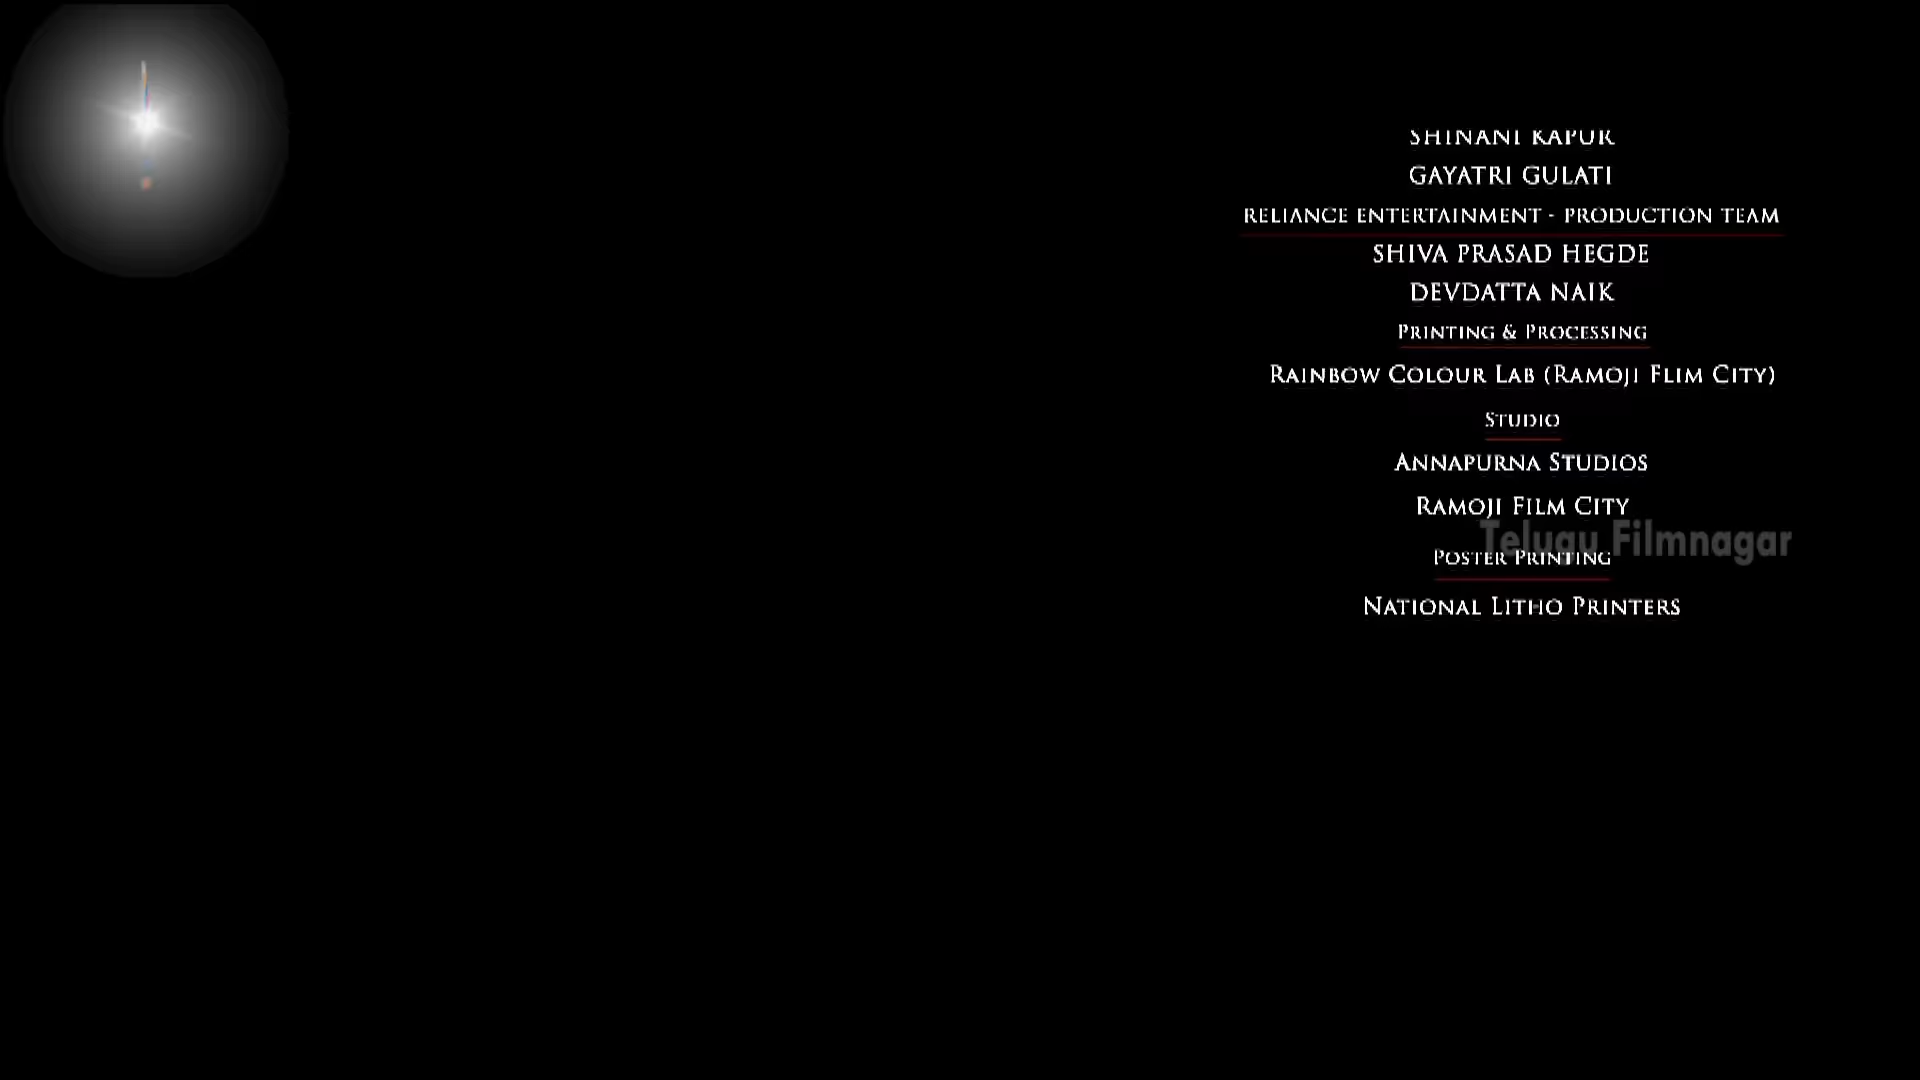 SHINANI KAPUR
GAYATRI GULATI
RELIANCE ENTERTAINMENT - PRODUCTION TEAM
SHIVA PRASAD HEGDE
DEVDATTA NAIK
PRINTING & PROCESSING
RAINBOW COLOUR LAB (RAMOJI FLIM CITY)
STUDIO
ANNAPURNA STUDIOS
RAMOJI FILM CITY
Telugu Filmnagar
POSTER PRINTING
NATIONAL LITHO PRINTERS